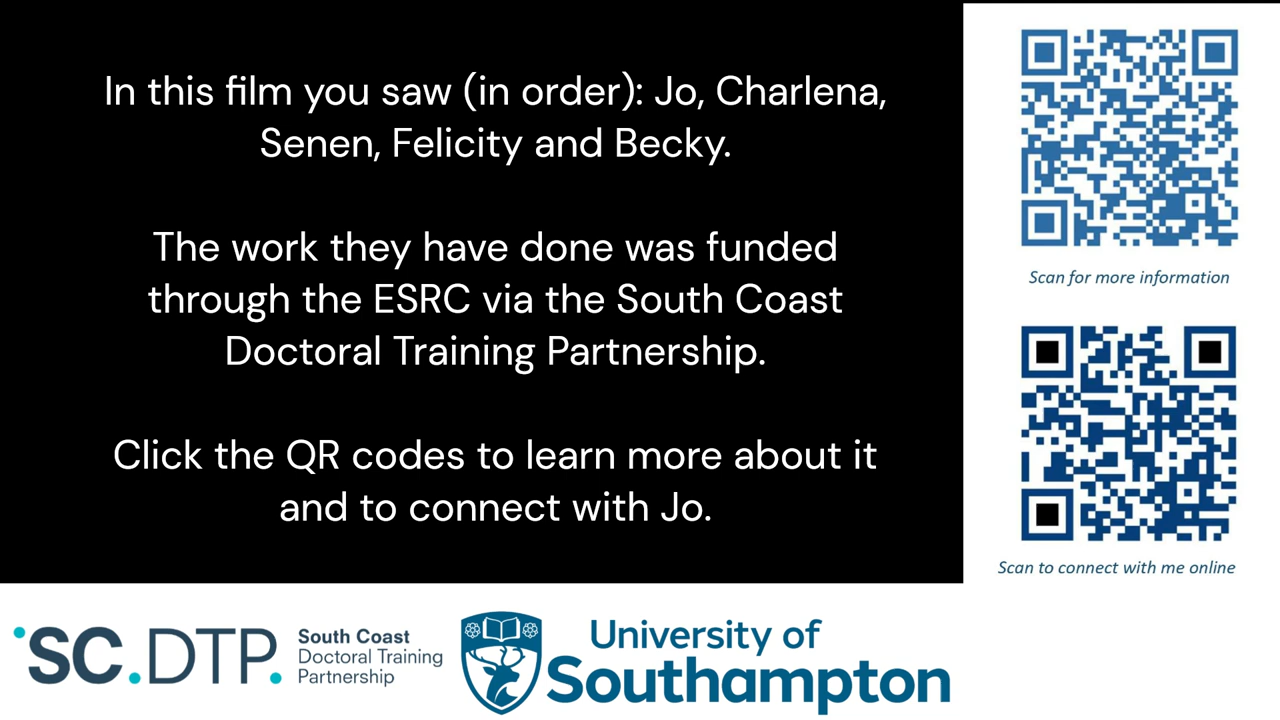 In this film you saw (in order): Jo, Charlena,
Senen, Felicity and Becky.
The work they have done was funded
through the ESRC via the South Coast
Doctoral Training Partnership.
Click the QR codes to learn more about it
and to connect with Jo.
Scan for more information
Scan to connect with me online
SC.DTP.
South Coast
Doctoral Training
Partnership
University of
Southampton